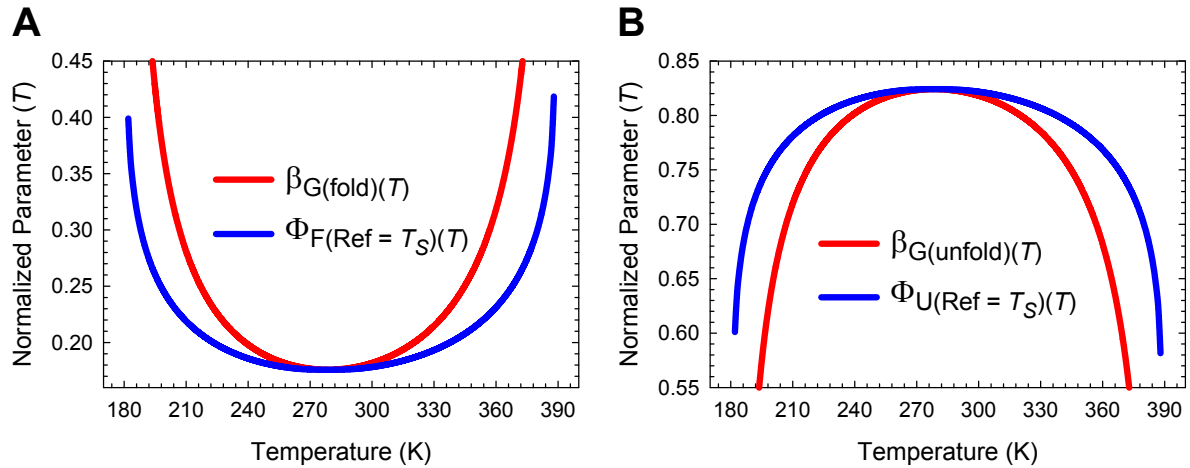 A
Normalized Parameter (T)
0.45
0.40
0.35
0.30
0.25
0.20
βG(fold)(T)
ΦF(Ref = TS)(T)
180 210 240 270 300 330 360 390
Temperature (K)
B
Normalized Parameter (T)
0.85
0.80
0.75
0.70
0.65
0.60
0.55
βG(unfold)(T)
ΦU(Ref = TS)(T)
180 210 240 270 300 330 360 390
Temperature (K)